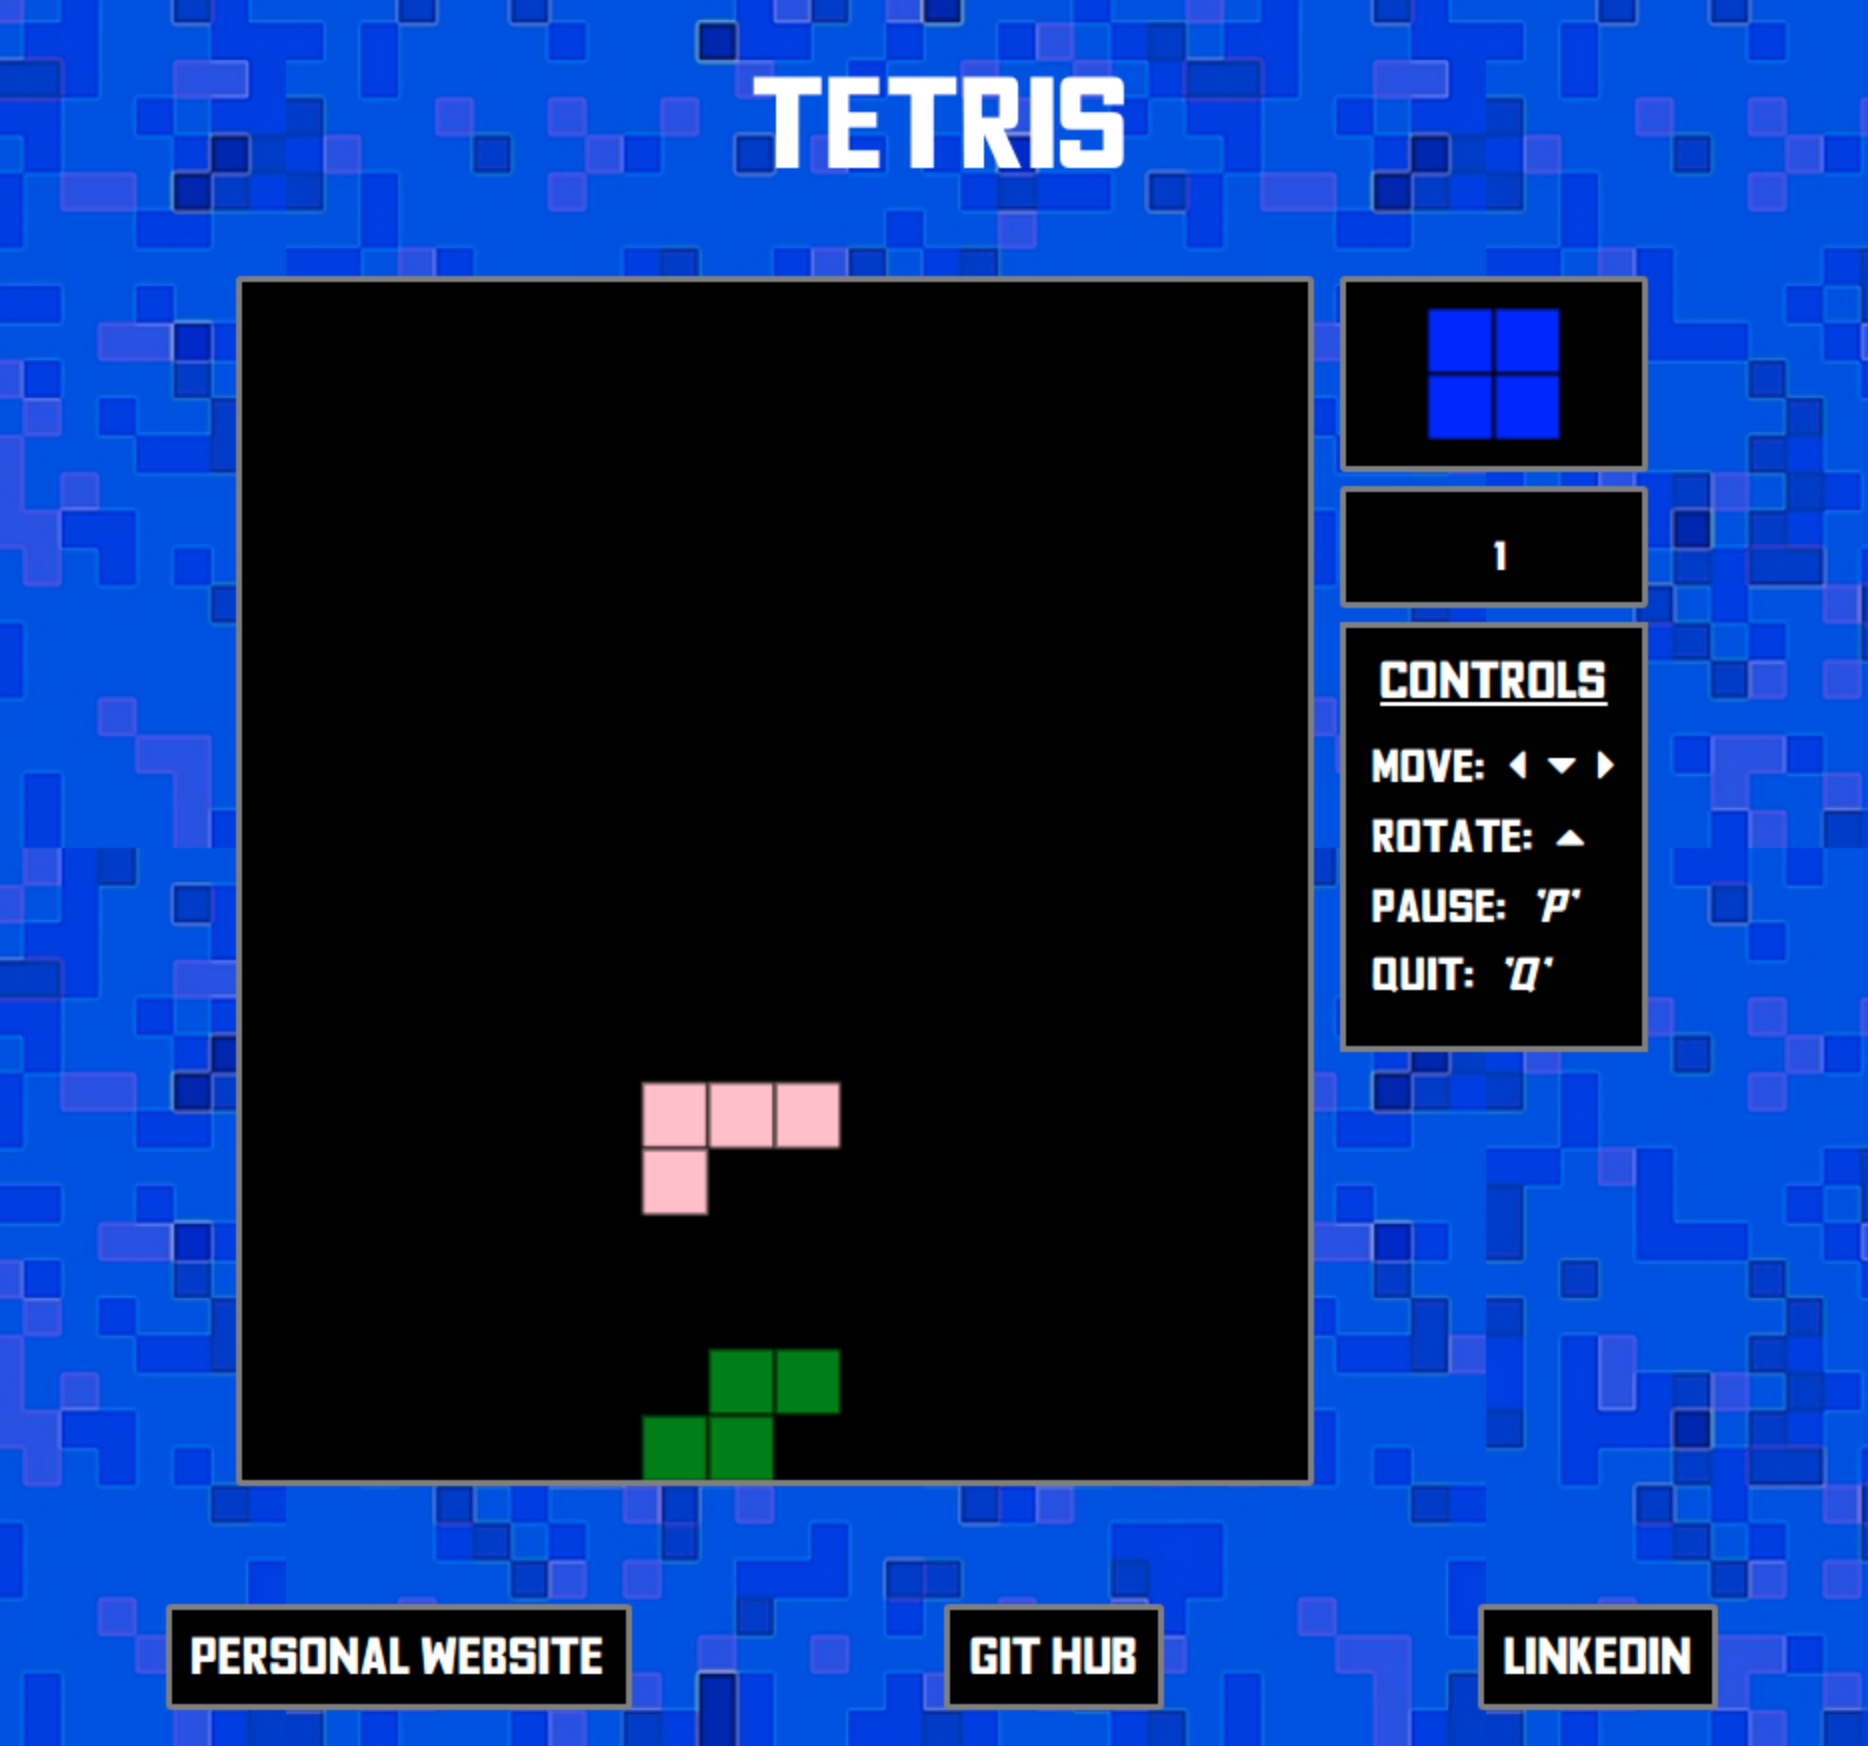 TETRIS
1
CONTROLS
MOVE:
ROTATE:
PAUSE: 'P'
QUIT: 'Q'
PERSONAL WEBSITE
GIT HUB
LINKEDIN